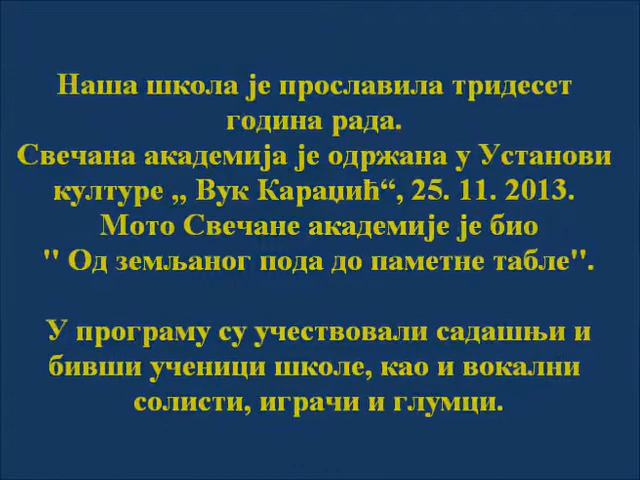 Наша школа је прославила тридесет
година рада.
Свечана академија је одржана у Установи
културе ,, Вук Караџић“, 25. 11. 2013.
Мото Свечане академије је био
" Од земљаног пода до паметне табле".
У програму су учествовали садашњи и
бивши ученици школе, као и вокални
солисти, играчи и глумци.